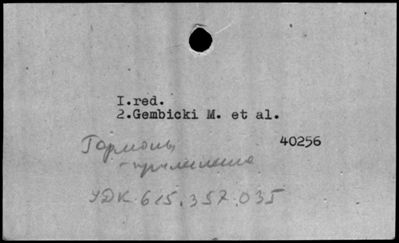 I.red.
2.Gembicki M. et al.
40256
Гормоны
- применение
УДК 615.357.035